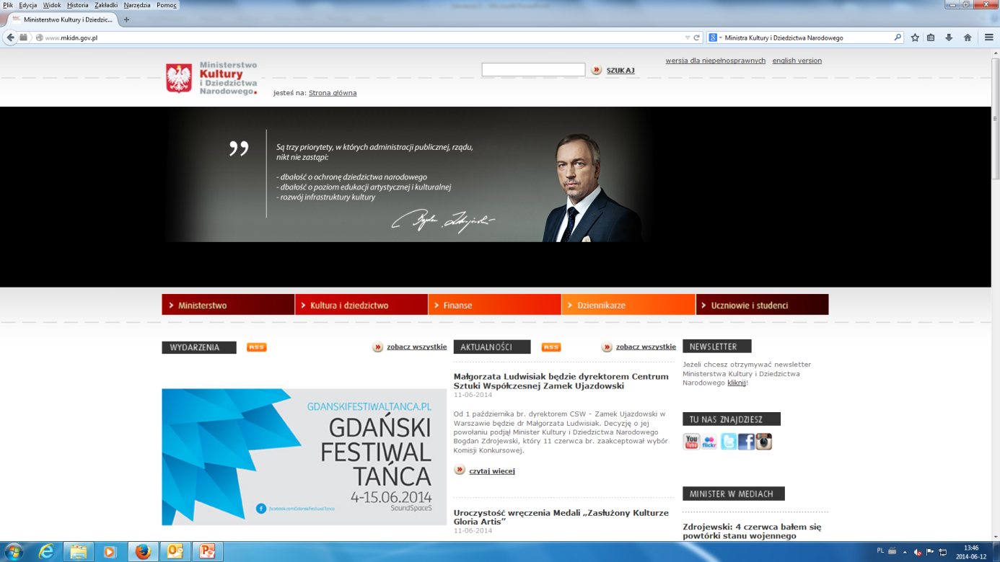 Plik Edycja Widok Historia Zakładki Narzędzia Pomoc
Ministerstwo Kultury i Dziedzic...
www.mkidn.gov.pl
Ministra Kultury i Dziedzictwa Narodowego
wersja dla niepełnosprawnych english version
Ministerstwo
Kultury
i Dziedzictwa
Narodowego.
SZUKAJ
jesteś na: Strona główna
Są trzy priorytety, w których administracji publicznej, rządu,
nikt nie zastąpi:
- dbałość o ochronę dziedzictwa narodowego
- dbałość o poziom edukacji artystycznej i kulturalnej
- rozwój infrastruktury kultury
Ministerstwo
Kultura i dziedzictwo
Finanse
Dziennikarze
Uczniowie i studenci
WYDARZENIA
RSS
zobacz wszystkie
GDANSKIFESTIWALTANCA.PL
GDAŃSKI
FESTIWAL
TAŃCA
4-15.06.2014
SoundSpaceS
facebook.com/GdanskiFestiwalTanca
AKTUALNOŚCI
RSS
zobacz wszystkie
Małgorzata Ludwisiak będzie dyrektorem Centrum
Sztuki Współczesnej Zamek Ujazdowski
11-06-2014
Od 1 października br. dyrektorem CSW - Zamek Ujazdowski w
Warszawie będzie dr Małgorzata Ludwisiak. Decyzję o jej
powołaniu podjął Minister Kultury i Dziedzictwa Narodowego
Bogdan Zdrojewski, który 11 czerwca br. zaakceptował wybór
Komisji Konkursowej.
czytaj więcej
Uroczystość wręczenia Medali „Zasłużony Kulturze
Gloria Artis”
11-06-2014
NEWSLETTER
Jeżeli chcesz otrzymywać newsletter
Ministerstwa Kultury i Dziedzictwa
Narodowego kliknij!
TU NAS ZNAJDZIESZ
You Tube flickr
MINISTER W MEDIACH
Zdrojewski: 4 czerwca bałem się
powtórki stanu wojennego
PL
13:46
2014-06-12